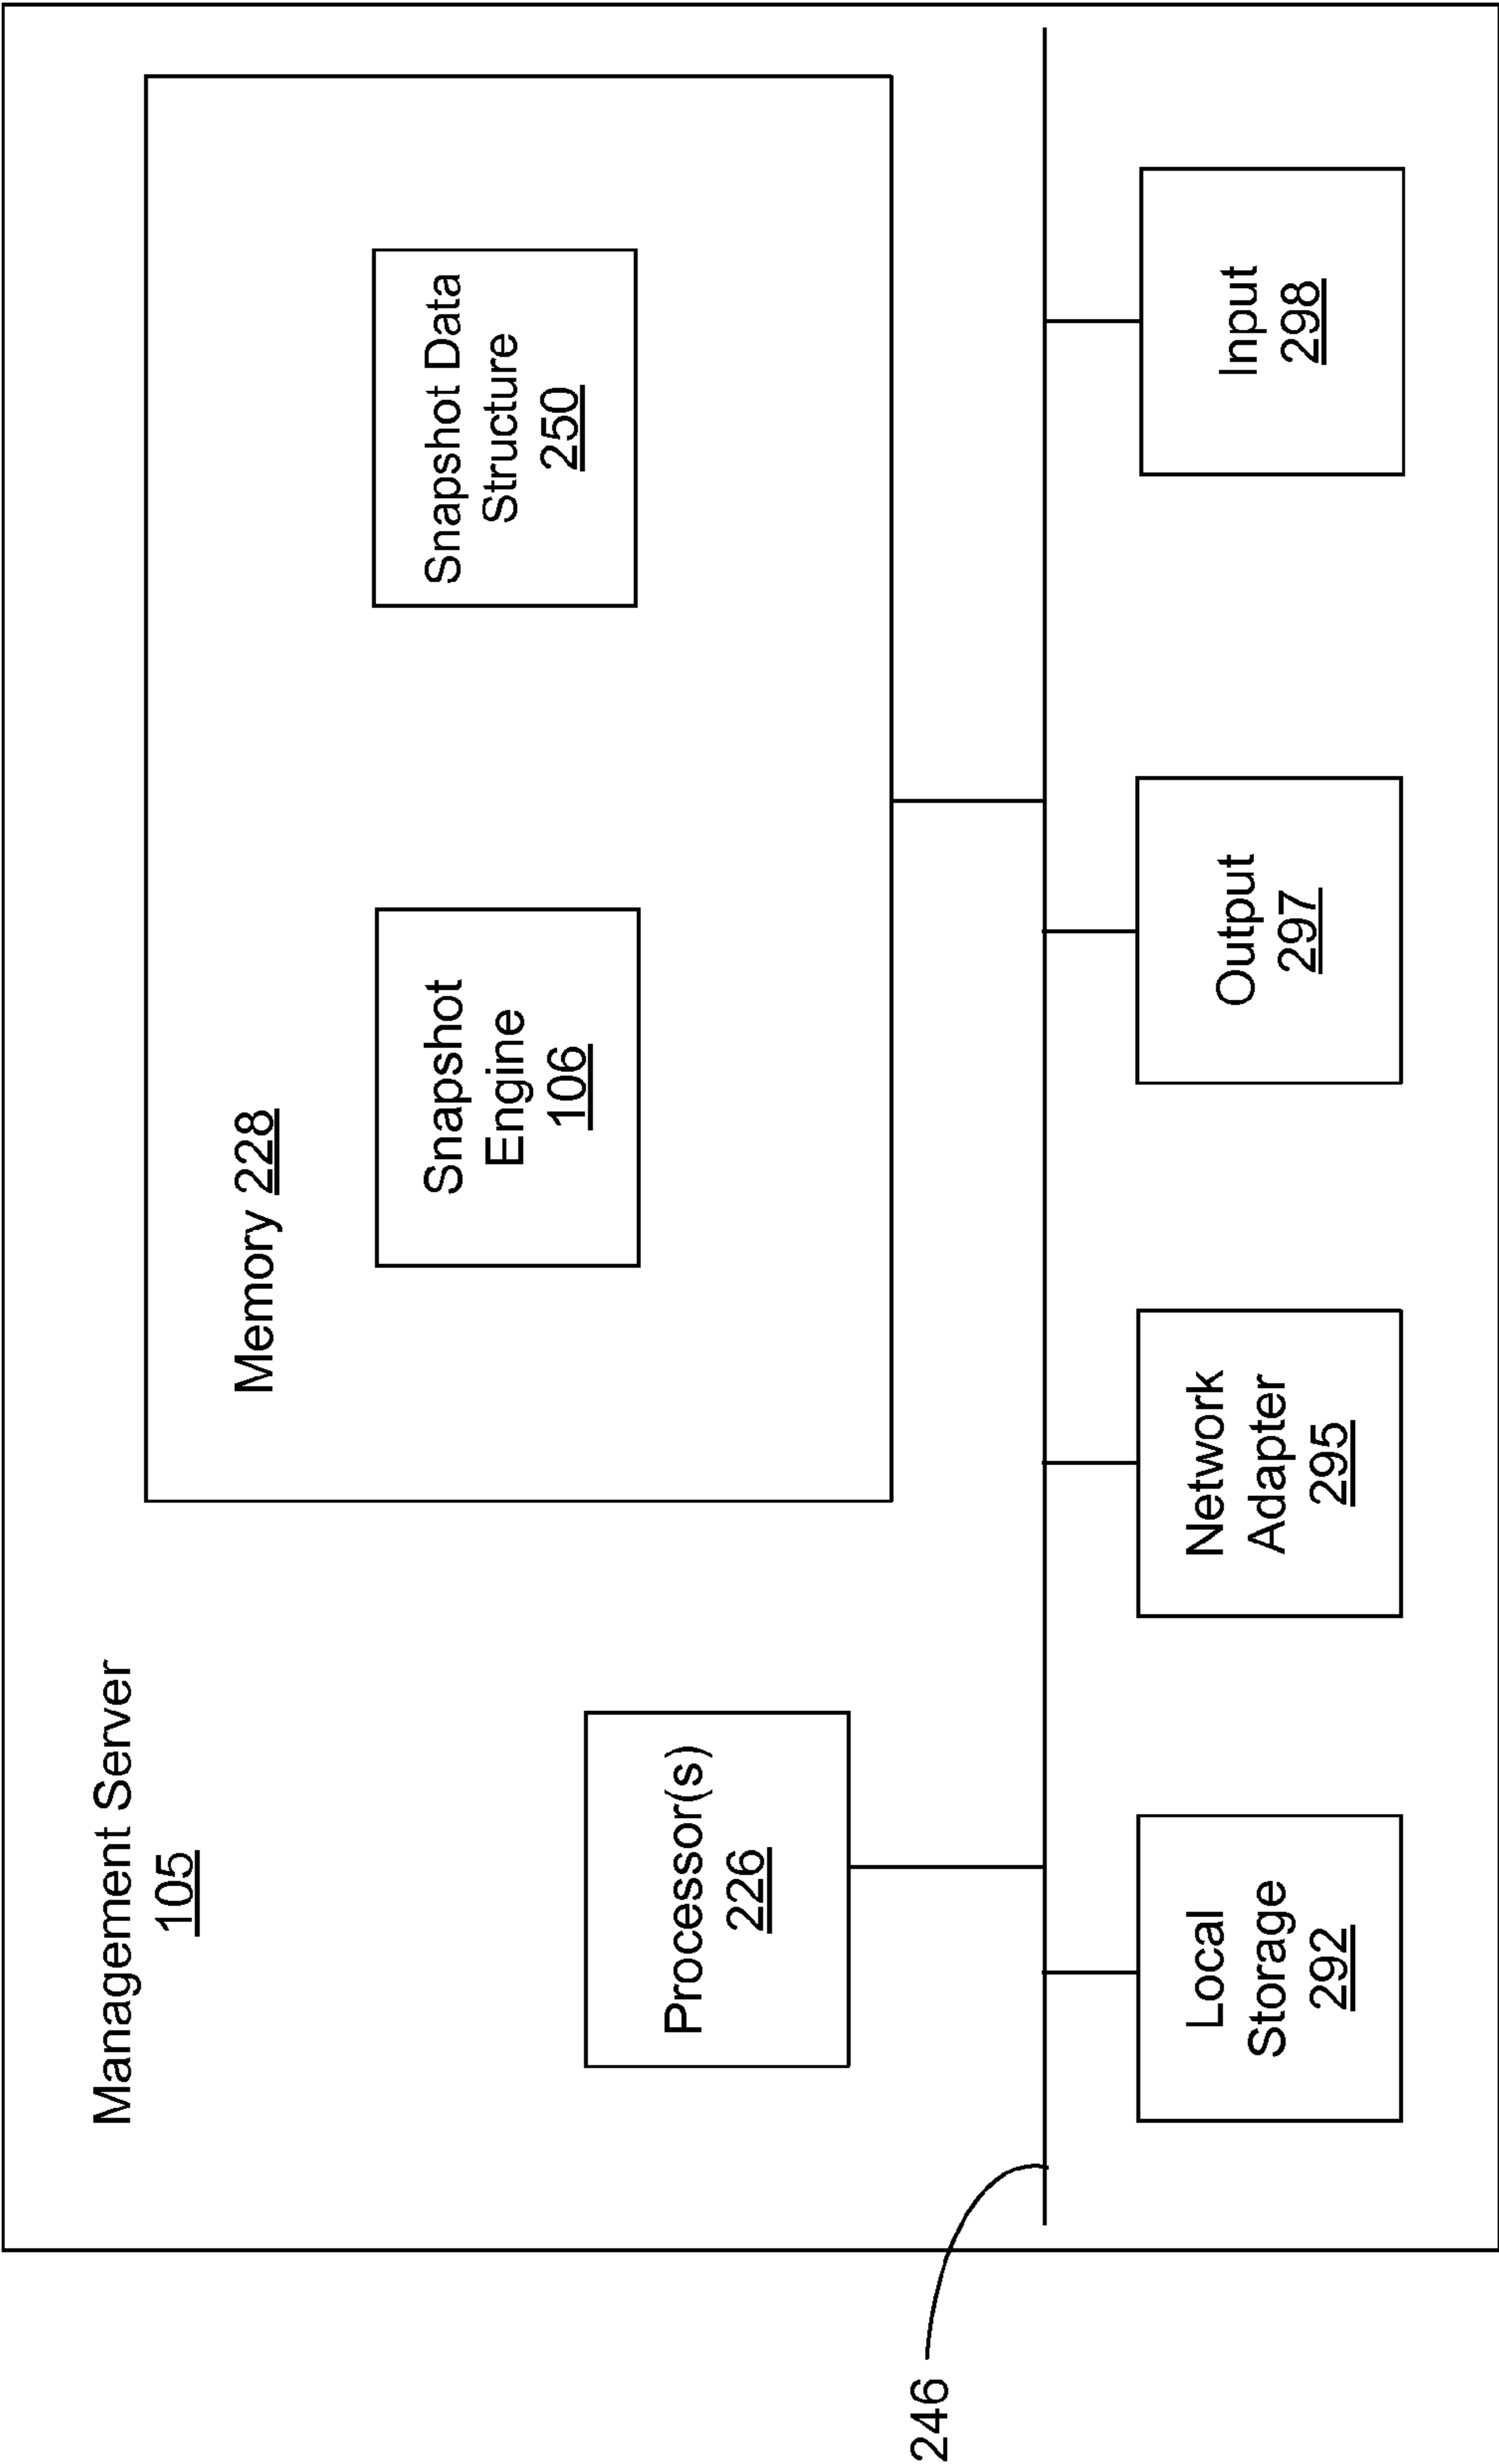 Management Server
105
Memory 228
Snapshot
Engine
106
Snapshot Data
Structure
250
Processor(s)
226
246
Local
Storage
292
Network
Adapter
295
Output
297
Input
298